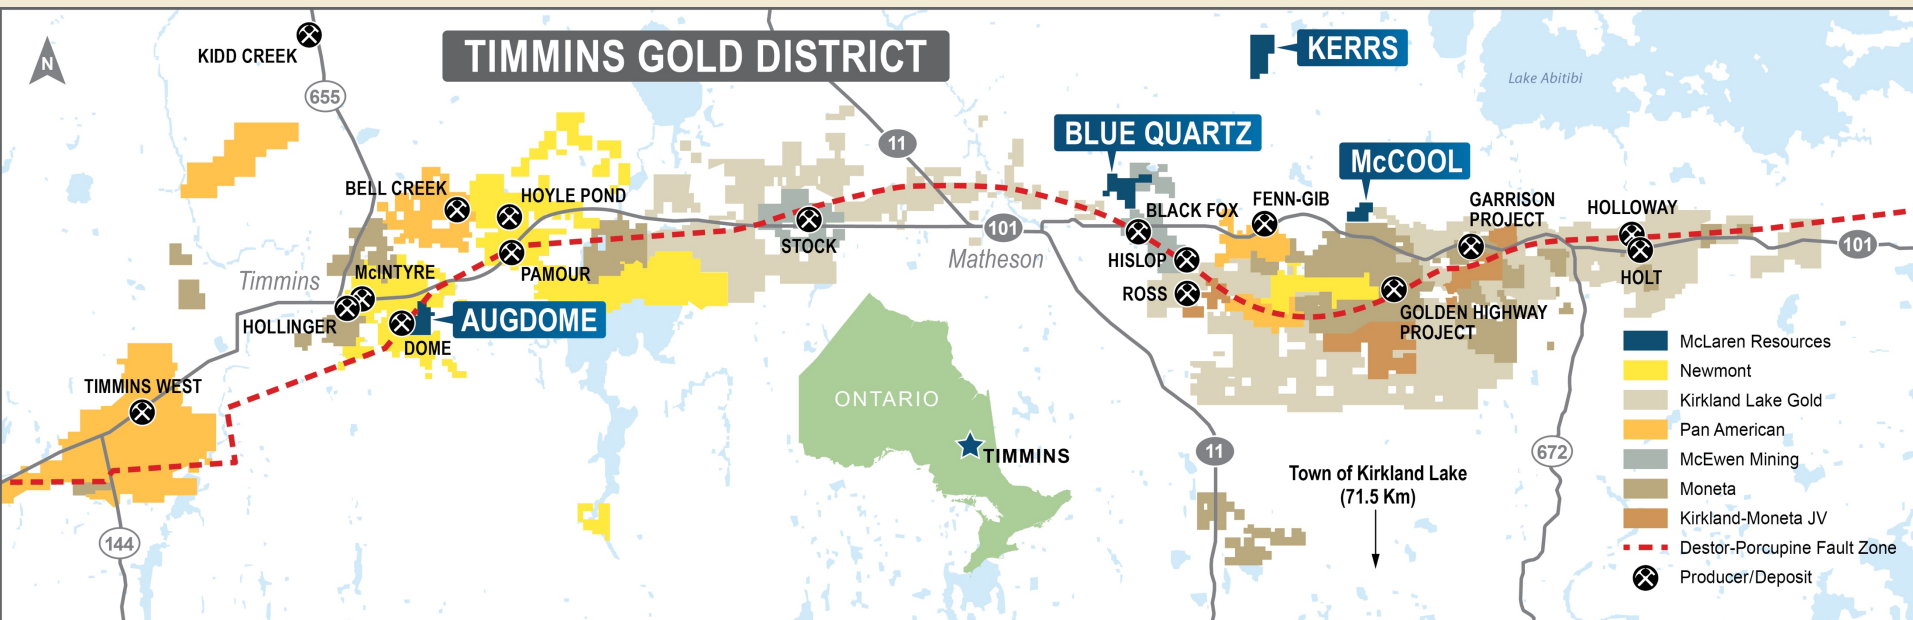 N
KIDD CREEK
655
TIMMINS GOLD DISTRICT
KERRS
Lake Abitibi
11
BLUE QUARTZ
McCOOL
BELL CREEK
HOYLE POND
BLACK FOX
FENN-GIB
GARRISON
PROJECT
HOLLOWAY
STOCK
101
Matheson
101
HISLOP
PAMOUR
Timmins
McINTYRE
ROSS
HOLT
HOLLINGER
AUGDOME
DOME
GOLDEN HIGHWAY
PROJECT
TIMMINS WEST
ONTARIO
TIMMINS
11
672
Town of Kirkland Lake
(71.5 Km)
144
McLaren Resources
Newmont
Kirkland Lake Gold
Pan American
McEwen Mining
Moneta
Kirkland-Moneta JV
Destor-Porcupine Fault Zone
Producer/Deposit